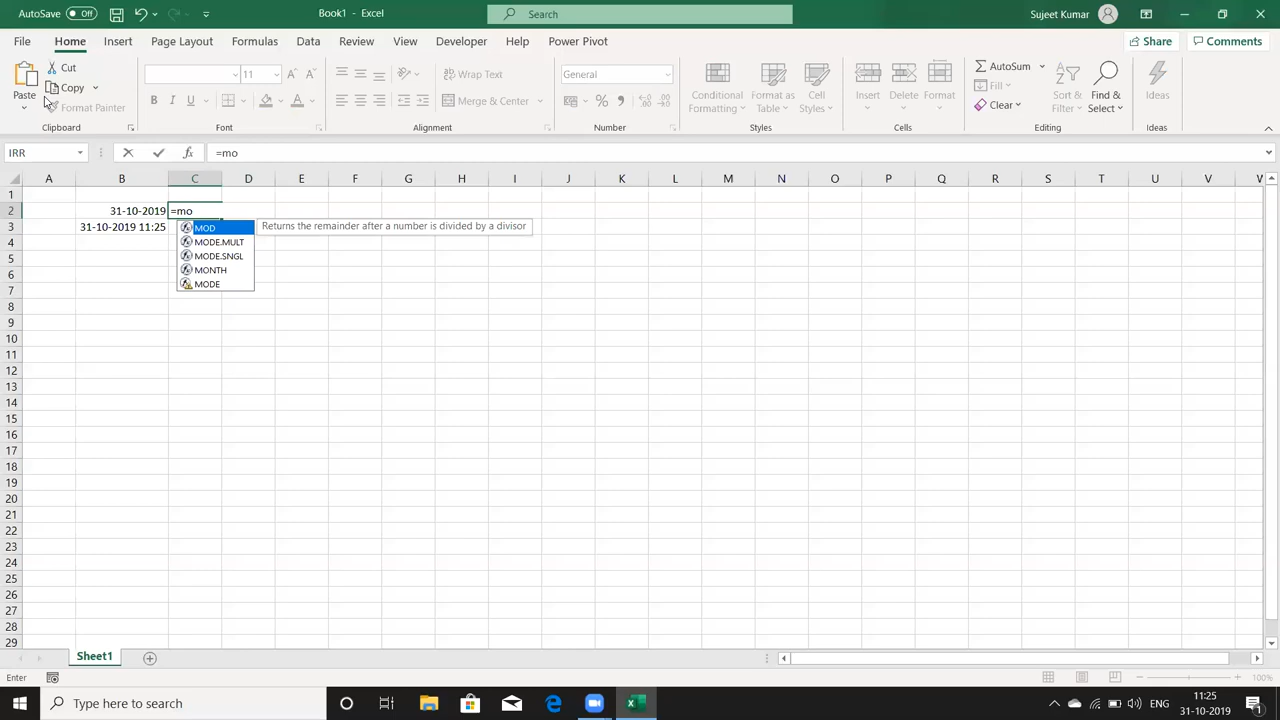 AutoSave Off Book1 - Excel Search Sujeet Kumar
File Home Insert Page Layout Formulas Data Review View Developer Help Power Pivot Share Comments
Paste Cut Copy Format Painter
11 A A Wrap Text General
B I U Merge & Center % ,
Conditional Formatting Format as Table Cell Styles Insert Delete Format
AutoSum Fill Clear Sort & Filter Find & Select Ideas
Clipboard Font Alignment Number Styles Cells Editing Ideas
IRR fx =mo
A B C D E F G H I J K L M N O P Q R S T U V W
1
2 31-10-2019 =mo
3 31-10-2019 11:25 MOD Returns the remainder after a number is divided by a divisor
4 MODE.MULT
5 MODE.SNGL
6 MONTH
7 MODE
8
9
10
11
12
13
14
15
16
17
18
19
20
21
22
23
24
25
26
27
28
29
Sheet1
Enter 100%
Type here to search ENG 11:25
31-10-2019